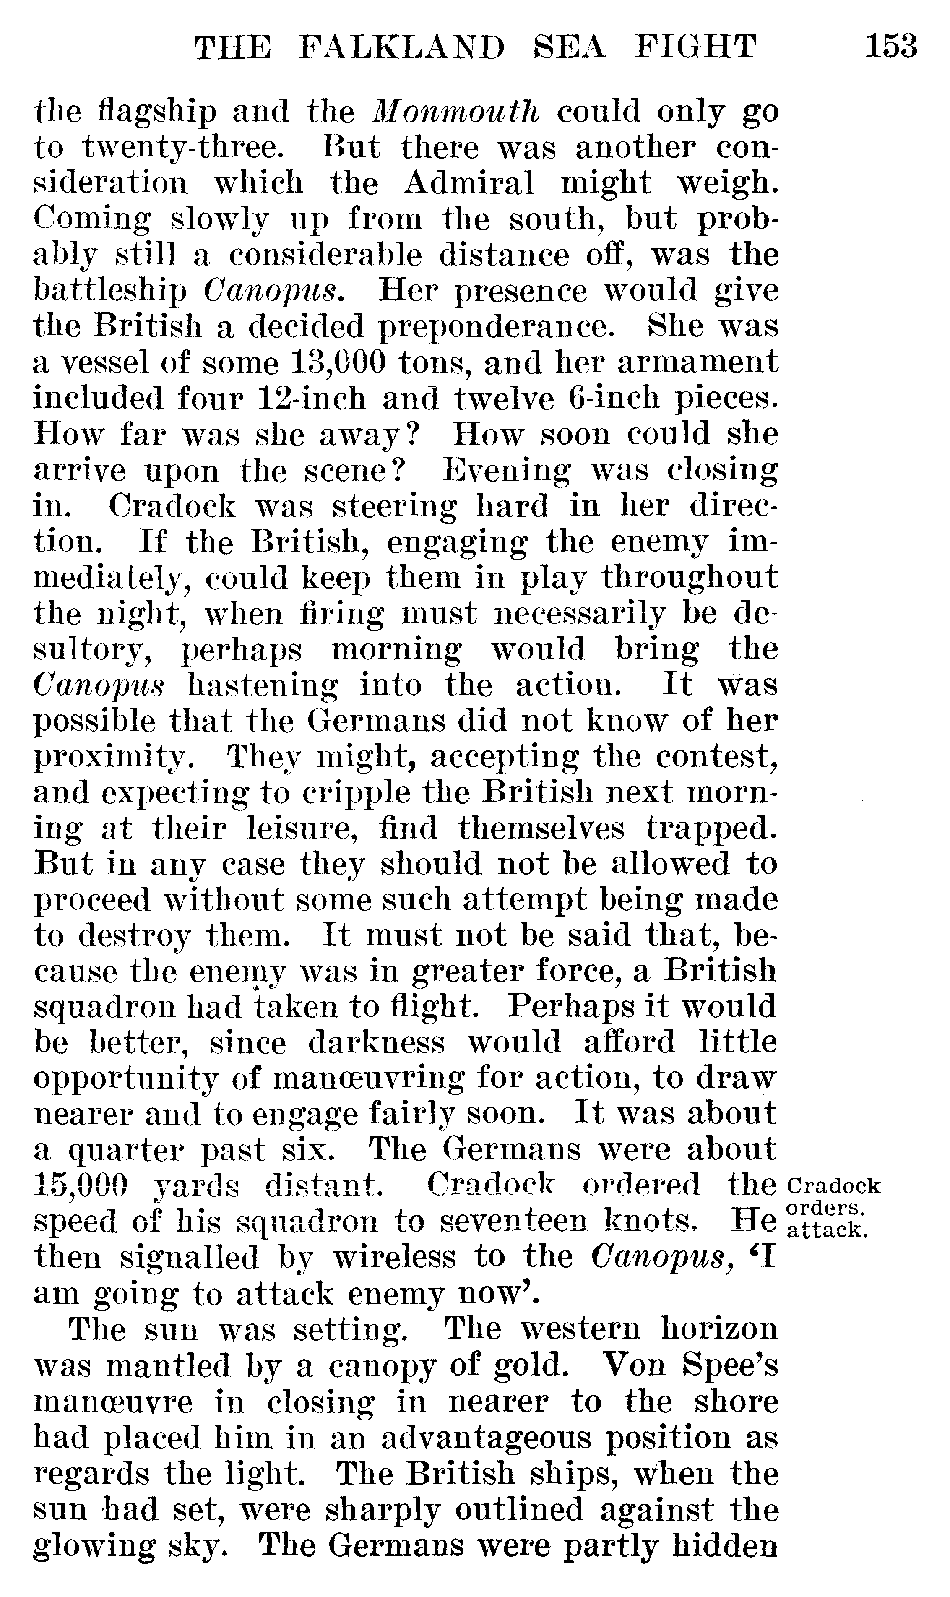 THE FALKLAND SEA FIGHT 153
the flagship and the Monmouth could only go
to twenty-three. But there was another con-
sideration which the Admiral might weigh.
Coming slowly up from the south, but prob-
ably still a considerable distance off, was the
battleship Canopus. Her presence would give
the British a decided preponderance. She was
a vessel of some 13,000 tons, and her armament
included four 12-inch and twelve 6-inch pieces.
How far was she away? How soon could she
arrive upon the scene? Evening was closing
in. Cradock was steering hard in her direc-
tion. If the British, engaging the enemy im-
mediately, could keep them in play throughout
the night, when firing must necessarily be de-
sultory, perhaps morning would bring the
Canopus hastening into the action. It was
possible that the Germans did not know of her
proximity. They might, accepting the contest,
and expecting to cripple the British next morn-
ing at their leisure, find themselves trapped.
But in any case they should not be allowed to
proceed without some such attempt being made
to destroy them. It must not be said that, be-
cause the enemy was in greater force, a British
squadron had taken to flight. Perhaps it would
be better, since darkness would afford little
opportunity of manœuvring for action, to draw
nearer and to engage fairly soon. It was about
a quarter past six. The Germans were about
15,000 yards distant. Cradock ordered the
speed of his squadron to seventeen knots. He
then signalled by wireless to the Canopus, ‘I
am going to attack enemy now’.
Cradock
orders.
attack.
The sun was setting. The western horizon
was mantled by a canopy of gold. Von Spee’s
manœuvre in closing in nearer to the shore
had placed him in an advantageous position as
regards the light. The British ships, when the
sun had set, were sharply outlined against the
glowing sky. The Germans were partly hidden